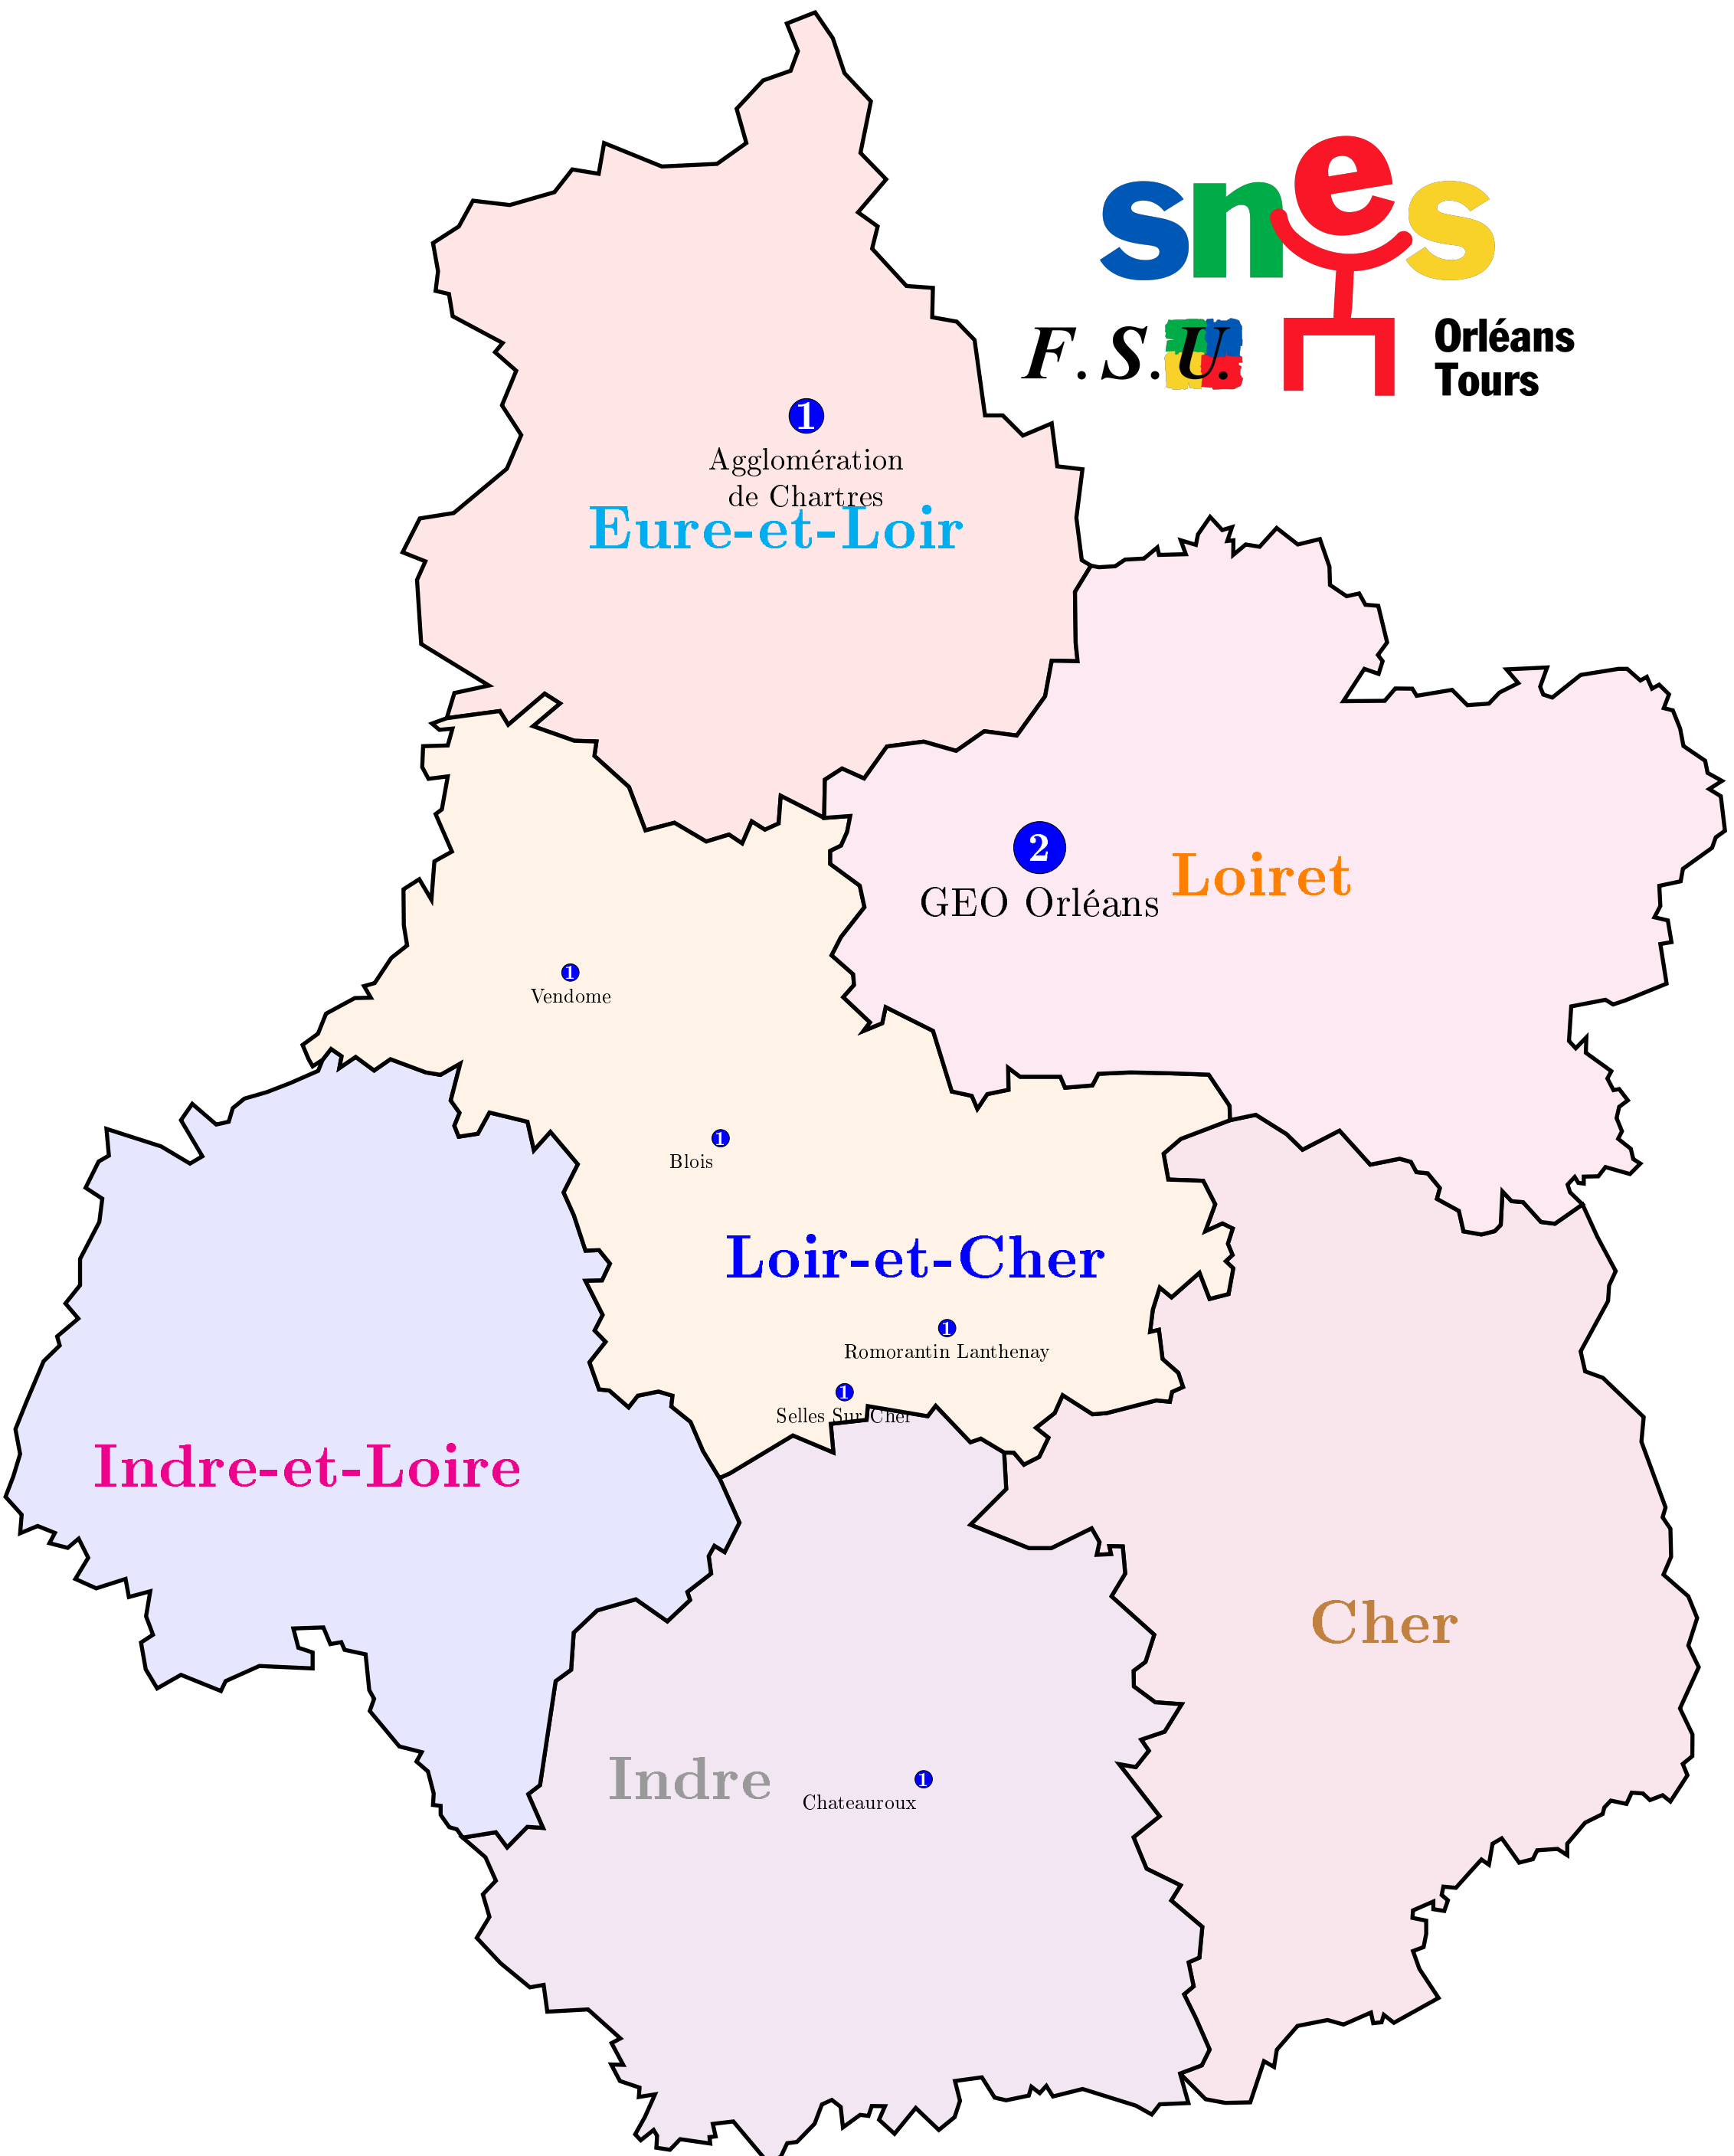 snes
F.S.U.
Orléans
Tours
1
Agglomération
de Chartres
Eure-et-Loir
2
GEO Orléans
Loiret
1
Vendome
1
Blois
Loir-et-Cher
1
Romorantin Lanthenay
1
Selles Sur Cher
Indre-et-Loire
Cher
Indre
1
Chateauroux